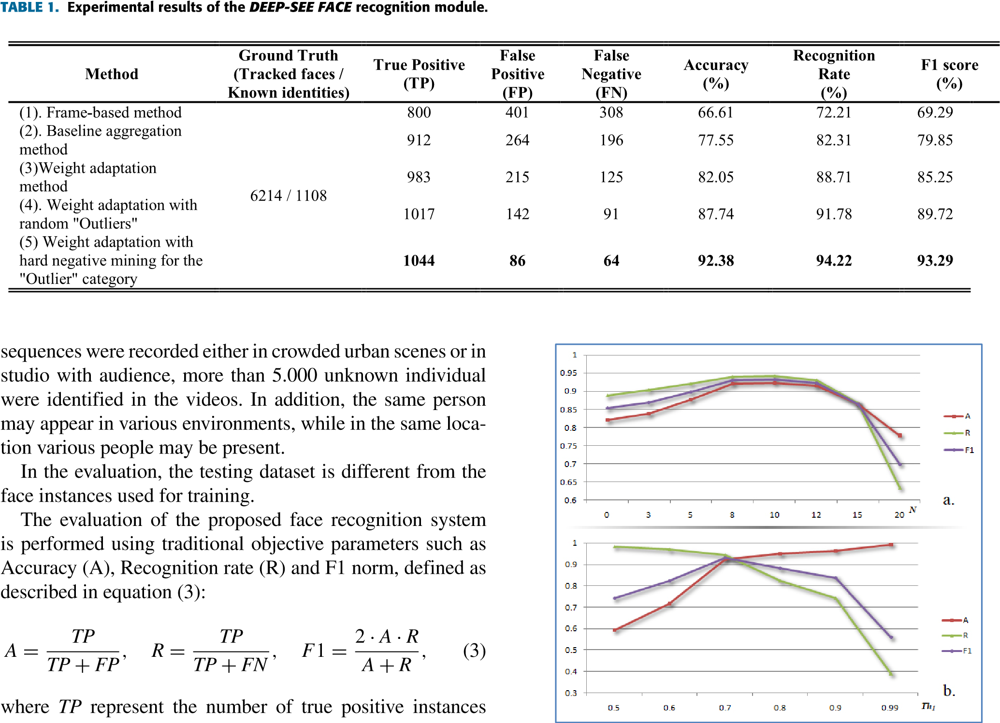 TABLE 1. Experimental results of the DEEP-SEE FACE recognition module.
Method
Ground Truth
(Tracked faces /
Known identities)
True Positive
(TP)
False
Positive
(FP)
False
Negative
(FN)
Accuracy
(%)
Recognition
Rate
(%)
F1 score
(%)
(1). Frame-based method 800 401 308 66.61 72.21 69.29
(2). Baseline aggregation
method
912 264 196 77.55 82.31 79.85
(3)Weight adaptation
method
983 215 125 82.05 88.71 85.25
6214 / 1108
(4). Weight adaptation with
random "Outliers"
1017 142 91 87.74 91.78 89.72
(5) Weight adaptation with
hard negative mining for the
"Outlier" category
1044 86 64 92.38 94.22 93.29
sequences were recorded either in crowded urban scenes or in
studio with audience, more than 5.000 unknown individual
were identified in the videos. In addition, the same person
may appear in various environments, while in the same loca-
tion various people may be present.
In the evaluation, the testing dataset is different from the
face instances used for training.
The evaluation of the proposed face recognition system
is performed using traditional objective parameters such as
Accuracy (A), Recognition rate (R) and F1 norm, defined as
described in equation (3):
A = TP / (TP + FP), R = TP / (TP + FN), F1 = 2 · A · R / (A + R), (3)
where TP represent the number of true positive instances
1
0.95
0.9
0.85
0.8
0.75
0.7
0.65
0.6
0 3 5 8 10 12 15 20 N
A
R
F1
a.
1
0.9
0.8
0.7
0.6
0.5
0.4
0.3
0.5 0.6 0.7 0.8 0.9 0.99 Th1
A
R
F1
b.